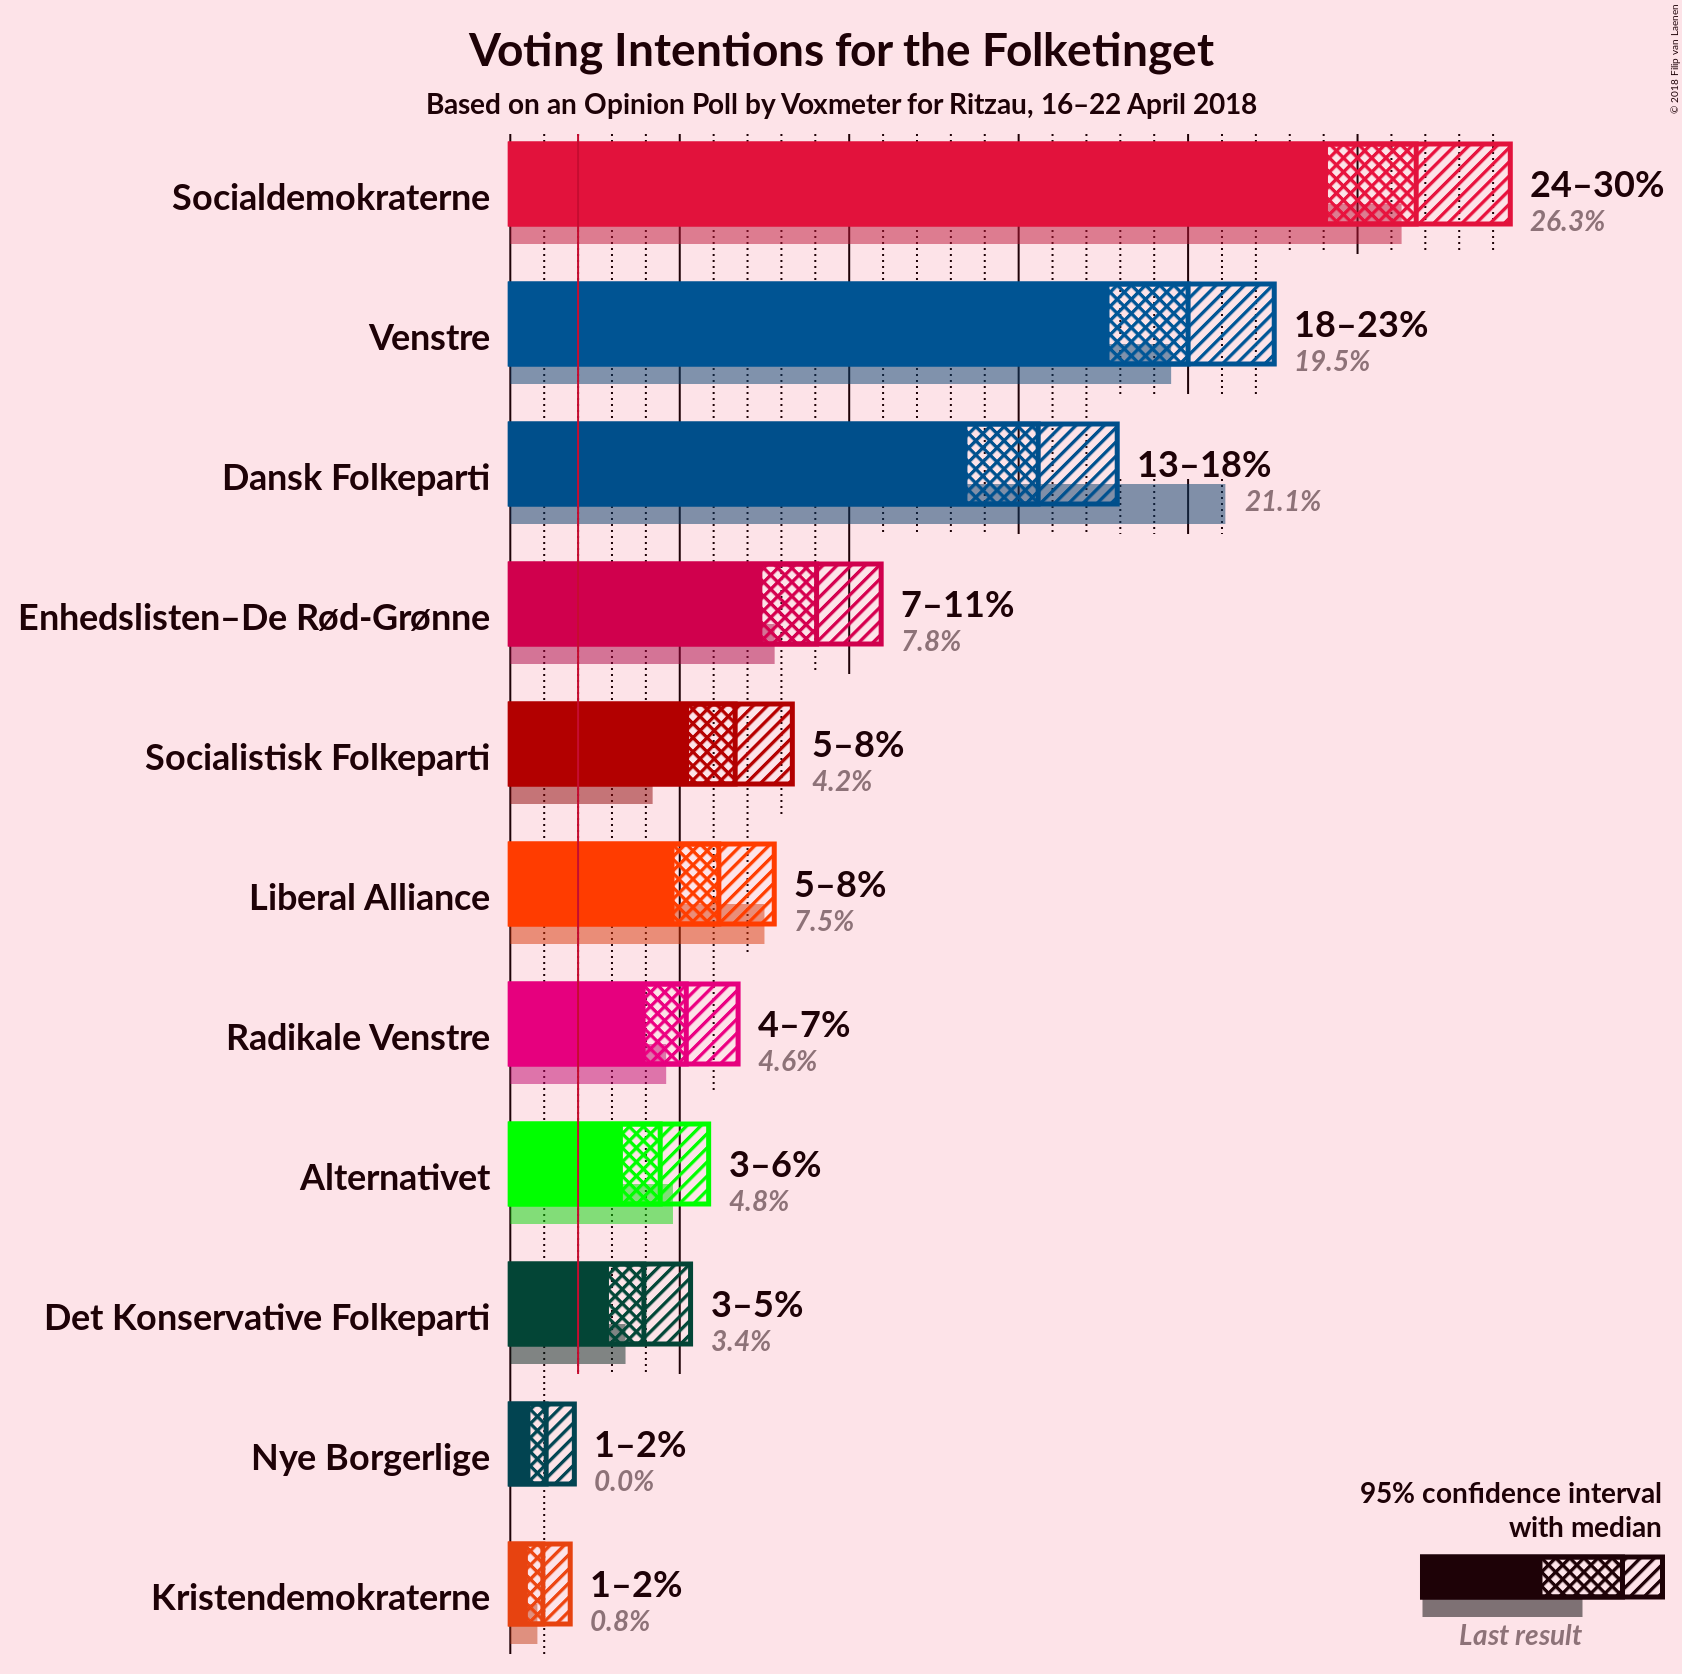 Voting Intentions for the Folketinget
Based on an Opinion Poll by Voxmeter for Ritzau, 16–22 April 2018
© 2018 Filip van Laenen
Socialdemokraterne
24–30%
26.3%
Venstre
18–23%
19.5%
Dansk Folkeparti
13–18%
21.1%
Enhedslisten–De Rød-Grønne
7–11%
7.8%
Socialistisk Folkeparti
5–8%
4.2%
Liberal Alliance
5–8%
7.5%
Radikale Venstre
4–7%
4.6%
Alternativet
3–6%
4.8%
Det Konservative Folkeparti
3–5%
3.4%
Nye Borgerlige
1–2%
0.0%
Kristendemokraterne
1–2%
0.8%
95% confidence interval
with median
Last result